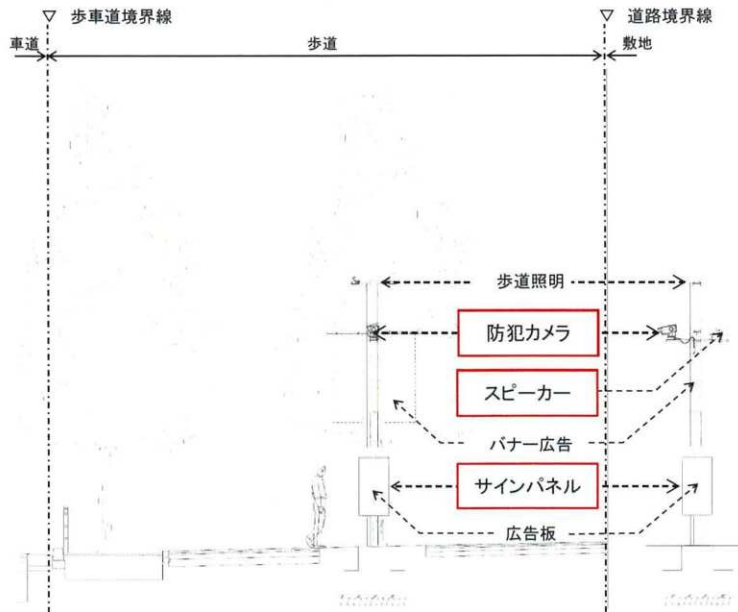 ▽ 歩車道境界線
▽ 道路境界線
車道
歩道
敷地
歩道照明
防犯カメラ
スピーカー
バナー広告
サインパネル
広告板